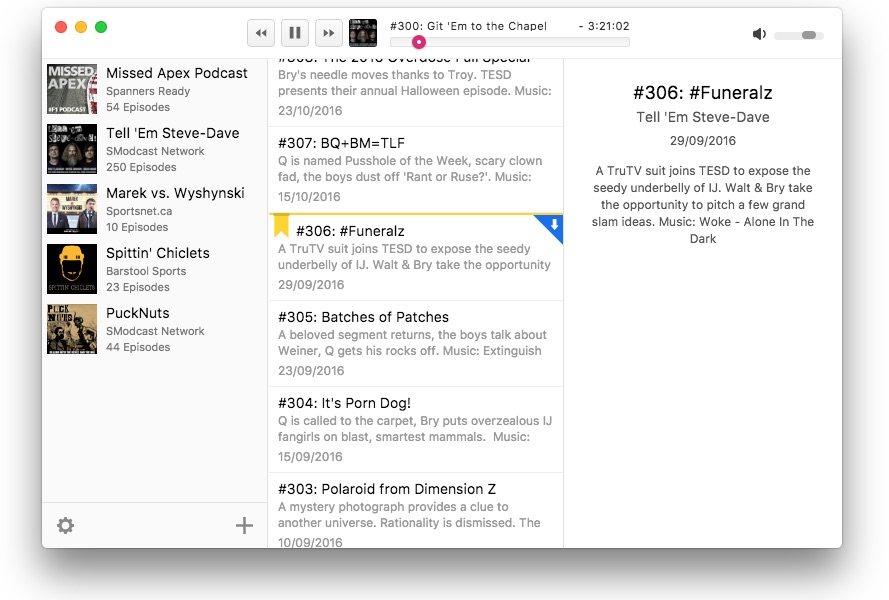 #300: Git 'Em to the Chapel - 3:21:02
MISSED
APEX
#F1 PODCAST
Missed Apex Podcast
Spanners Ready
54 Episodes
Tell 'Em Steve-Dave
SModcast Network
250 Episodes
Marek vs. Wyshynski
Sportsnet.ca
10 Episodes
SPITTIN' CHICLETS
Spittin' Chiclets
Barstool Sports
23 Episodes
PUCK
NUTS
PuckNuts
SModcast Network
44 Episodes
Bry's needle moves thanks to Troy. TESD
presents their annual Halloween episode. Music:
23/10/2016
#307: BQ+BM=TLF
Q is named Pusshole of the Week, scary clown
fad, the boys dust off 'Rant or Ruse?'. Music:
15/10/2016
#306: #Funeralz
A TruTV suit joins TESD to expose the seedy
underbelly of IJ. Walt & Bry take the opportunity
29/09/2016
#305: Batches of Patches
A beloved segment returns, the boys talk about
Weiner, Q gets his rocks off. Music: Extinguish
23/09/2016
#304: It's Porn Dog!
Q is called to the carpet, Bry puts overzealous IJ
fangirls on blast, smartest mammals. Music:
15/09/2016
#303: Polaroid from Dimension Z
A mystery photograph provides a clue to
another universe. Rationality is dismissed. The
10/09/2016
#306: #Funeralz
Tell 'Em Steve-Dave
29/09/2016
A TruTV suit joins TESD to expose the
seedy underbelly of IJ. Walt & Bry take
the opportunity to pitch a few grand
slam ideas. Music: Woke - Alone In The
Dark